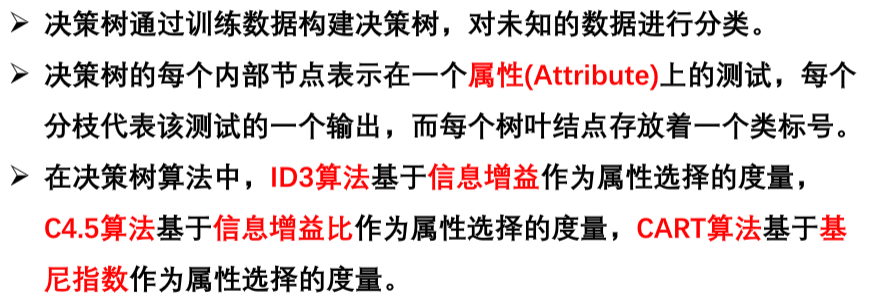 ➢ 决策树通过训练数据构建决策树，对未知的数据进行分类。
➢ 决策树的每个内部节点表示在一个属性(Attribute)上的测试，每个
分枝代表该测试的一个输出，而每个树叶结点存放着一个类标号。
➢ 在决策树算法中，ID3算法基于信息增益作为属性选择的度量，
C4.5算法基于信息增益比作为属性选择的度量，CART算法基于基
尼指数作为属性选择的度量。